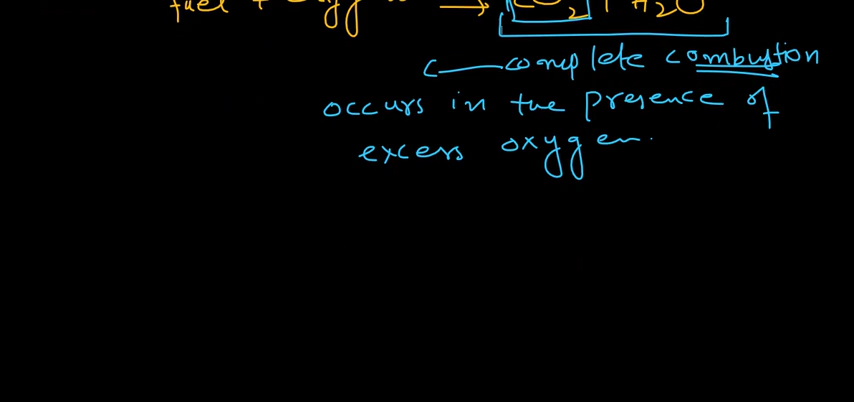 fuel + oxygen → CO2 + H2O
complete combustion
occurs in the presence of
excess oxygen.